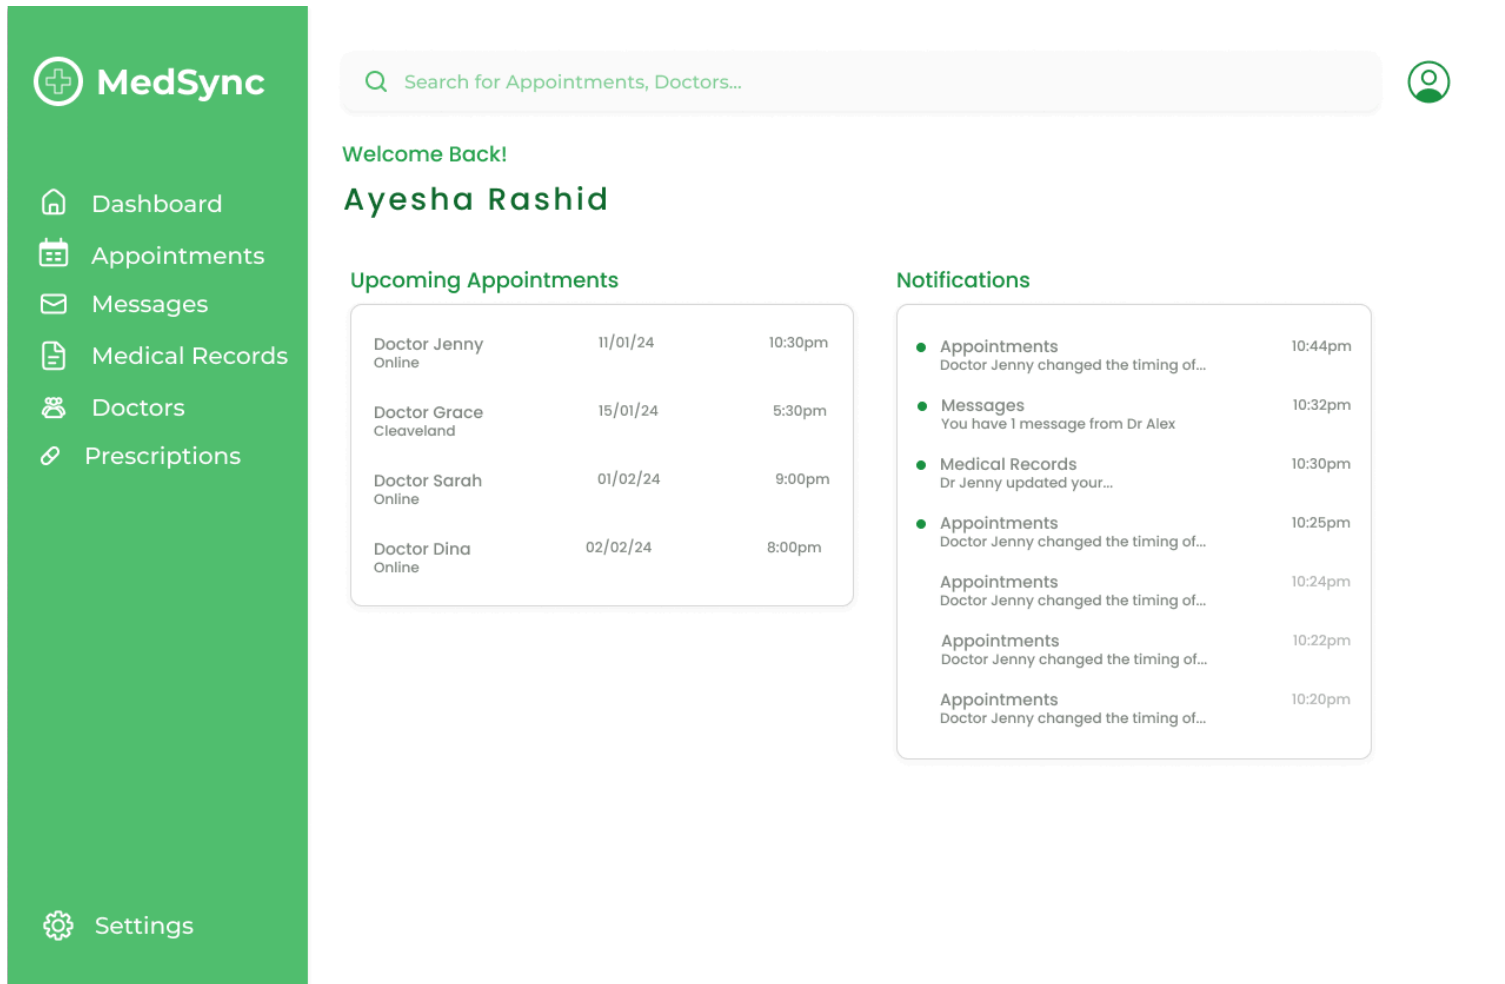 MedSync
Search for Appointments, Doctors...
Welcome Back!
Ayesha Rashid
Dashboard
Appointments
Messages
Medical Records
Doctors
Prescriptions
Settings
Upcoming Appointments
Doctor Jenny 11/01/24 10:30pm
Online
Doctor Grace 15/01/24 5:30pm
Cleaveland
Doctor Sarah 01/02/24 9:00pm
Online
Doctor Dina 02/02/24 8:00pm
Online
Notifications
Appointments 10:44pm
Doctor Jenny changed the timing of...
Messages 10:32pm
You have 1 message from Dr Alex
Medical Records 10:30pm
Dr Jenny updated your...
Appointments 10:25pm
Doctor Jenny changed the timing of...
Appointments 10:24pm
Doctor Jenny changed the timing of...
Appointments 10:22pm
Doctor Jenny changed the timing of...
Appointments 10:20pm
Doctor Jenny changed the timing of...